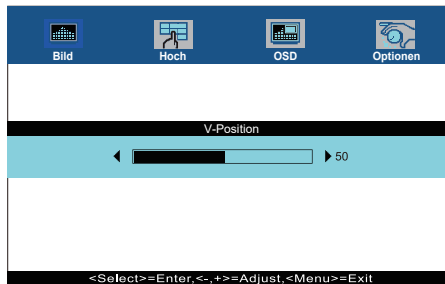 Bild Hoch OSD Optionen
V-Position
50
<Select>=Enter,<-,+>=Adjust,<Menu>=Exit